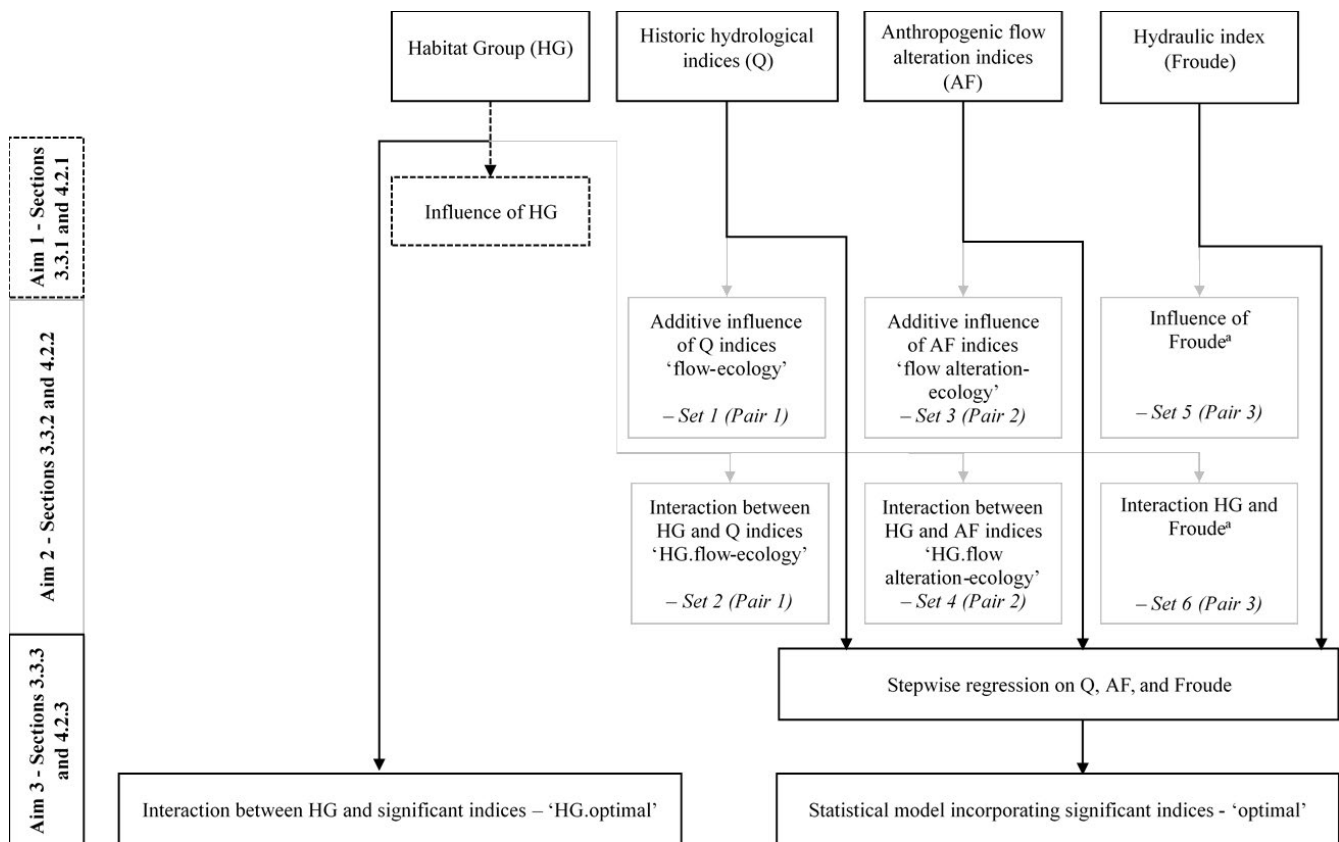 Habitat Group (HG)
Historic hydrological
indices (Q)
Anthropogenic flow
alteration indices
(AF)
Hydraulic index
(Froude)
Aim 1 - Sections
3.3.1 and 4.2.1
Influence of HG
Aim 2 - Sections 3.3.2 and 4.2.2
Additive influence
of Q indices
‘flow-ecology’
– Set 1 (Pair 1)
Additive influence
of AF indices
‘flow alteration-
ecology’
– Set 3 (Pair 2)
Influence of
Froudeª
– Set 5 (Pair 3)
Interaction between
HG and Q indices
‘HG.flow-ecology’
– Set 2 (Pair 1)
Interaction between
HG and AF indices
‘HG.flow
alteration-ecology’
– Set 4 (Pair 2)
Interaction HG and
Froudeª
– Set 6 (Pair 3)
Aim 3 - Sections 3.3.3
and 4.2.3
Stepwise regression on Q, AF, and Froude
Interaction between HG and significant indices – ‘HG.optimal’
Statistical model incorporating significant indices - ‘optimal’